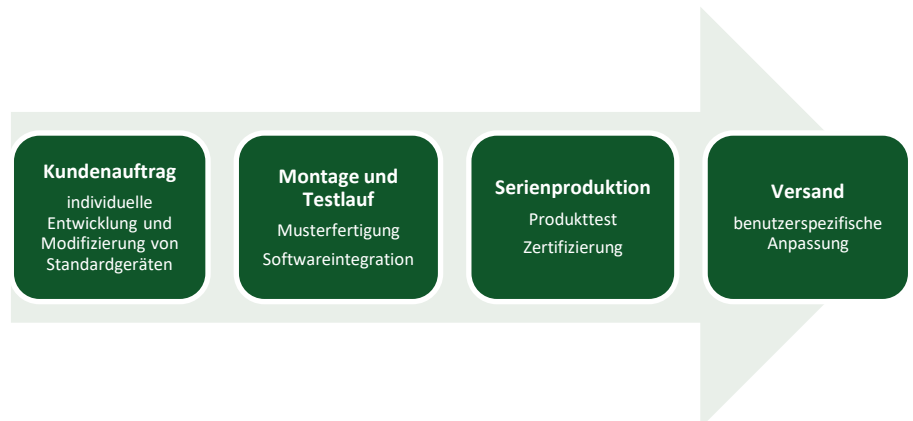 Kundenauftrag
individuelle
Entwicklung und
Modifizierung von
Standardgeräten
Montage und
Testlauf
Musterfertigung
Softwareintegration
Serienproduktion
Produkttest
Zertifizierung
Versand
benutzerspezifische
Anpassung